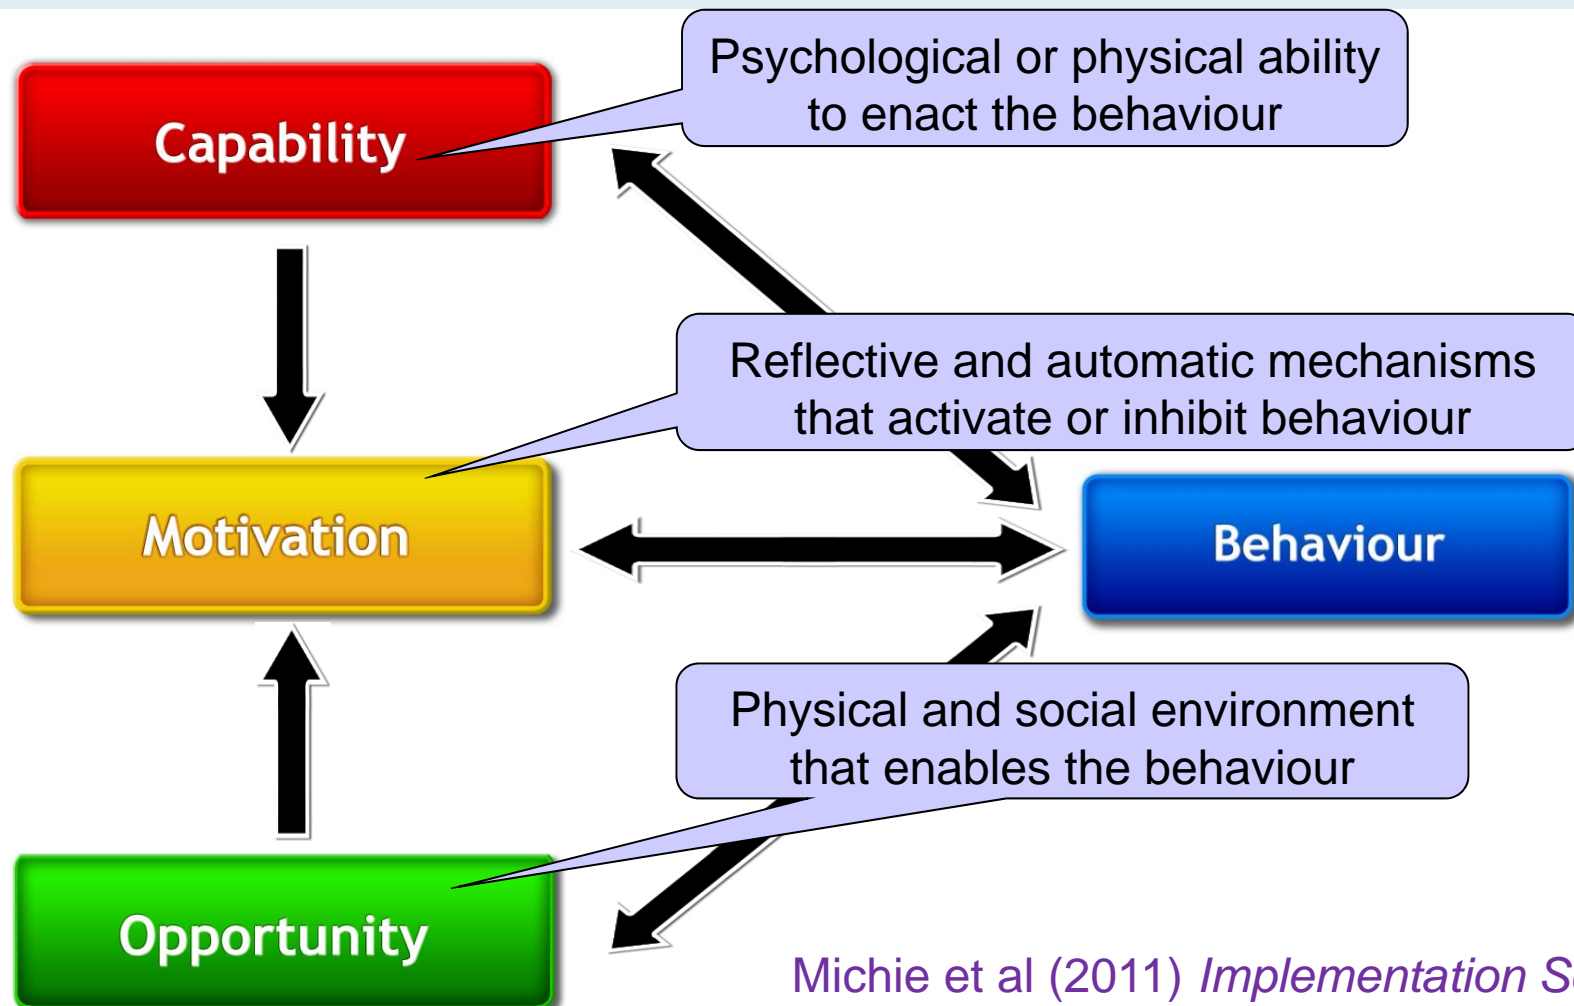 Psychological or physical ability
to enact the behaviour
Capability
Reflective and automatic mechanisms
that activate or inhibit behaviour
Motivation
Behaviour
Physical and social environment
that enables the behaviour
Opportunity
Michie et al (2011) Implementation